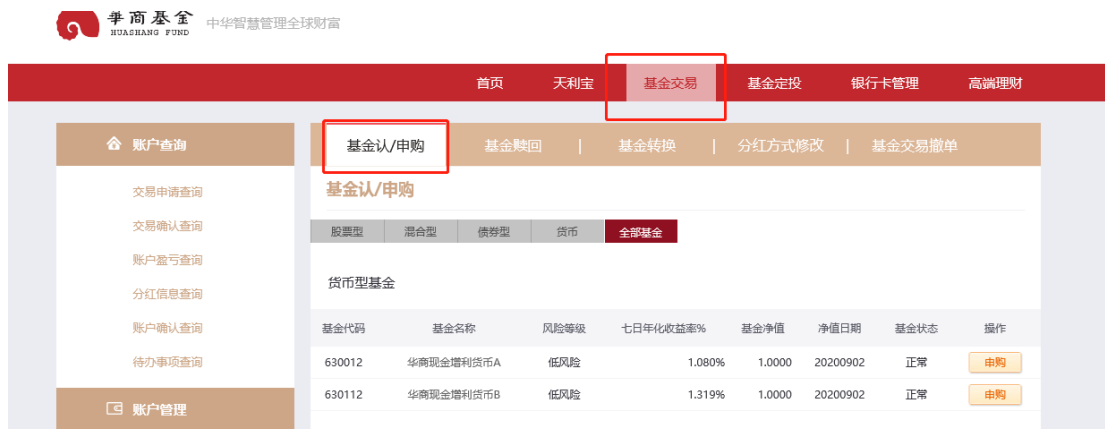 華商基金 中华智慧管理全球财富
HUASHANG FUND
首页 天利宝 基金交易 基金定投 银行卡管理 高端理财
账户查询
交易申请查询
交易确认查询
账户盈亏查询
分红信息查询
账户确认查询
待办事项查询
账户管理
基金认/申购 基金赎回 | 基金转换 | 分红方式修改 | 基金交易撤单
基金认/申购
股票型 混合型 债券型 货币 全部基金
货币型基金
基金代码 基金名称 风险等级 七日年化收益率% 基金净值 净值日期 基金状态 操作
630012 华商现金增利货币A 低风险 1.080% 1.0000 20200902 正常 申购
630112 华商现金增利货币B 低风险 1.319% 1.0000 20200902 正常 申购